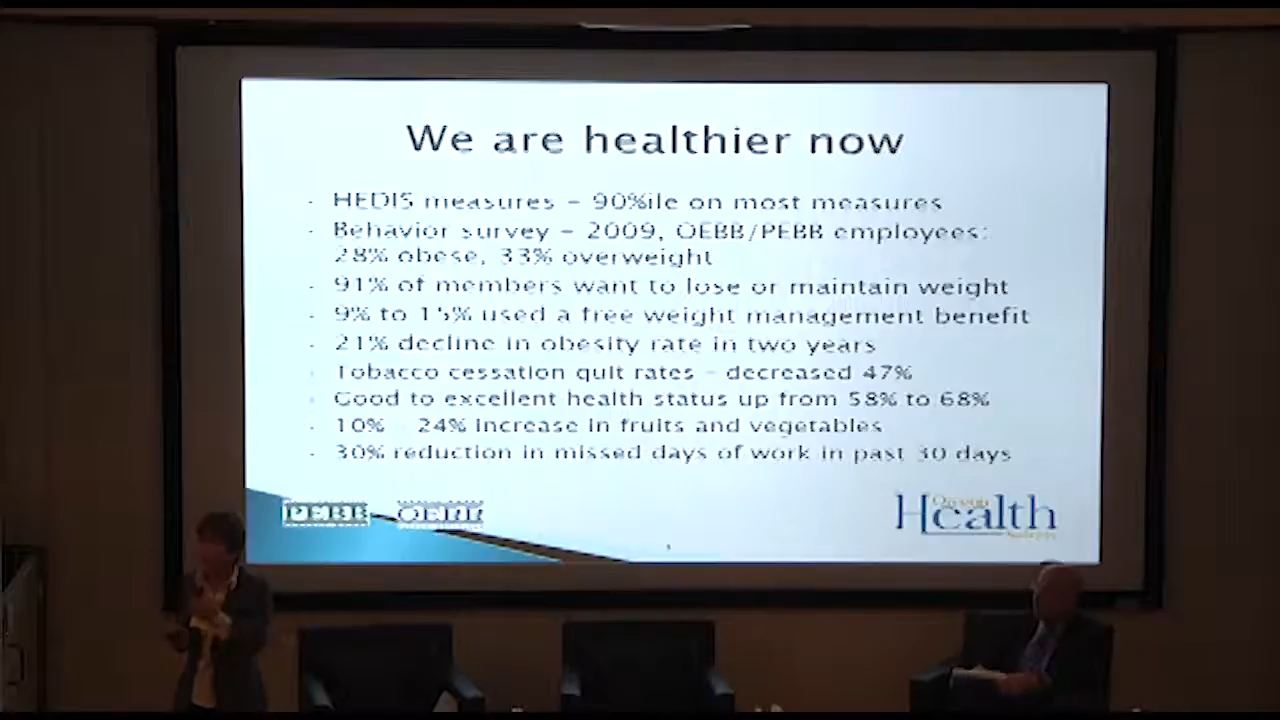 We are healthier now
- HEDIS measures – 90%ile on most measures
- Behavior survey – 2009, OEBB/PEBB employees:
28% obese, 33% overweight
- 91% of members want to lose or maintain weight
- 9% to 15% used a free weight management benefit
- 21% decline in obesity rate in two years
- Tobacco cessation quit rates – decreased 47%
- Good to excellent health status up from 58% to 68%
- 10% – 24% increase in fruits and vegetables
- 30% reduction in missed days of work in past 30 days
PEBB OEBB
Oregon
Health